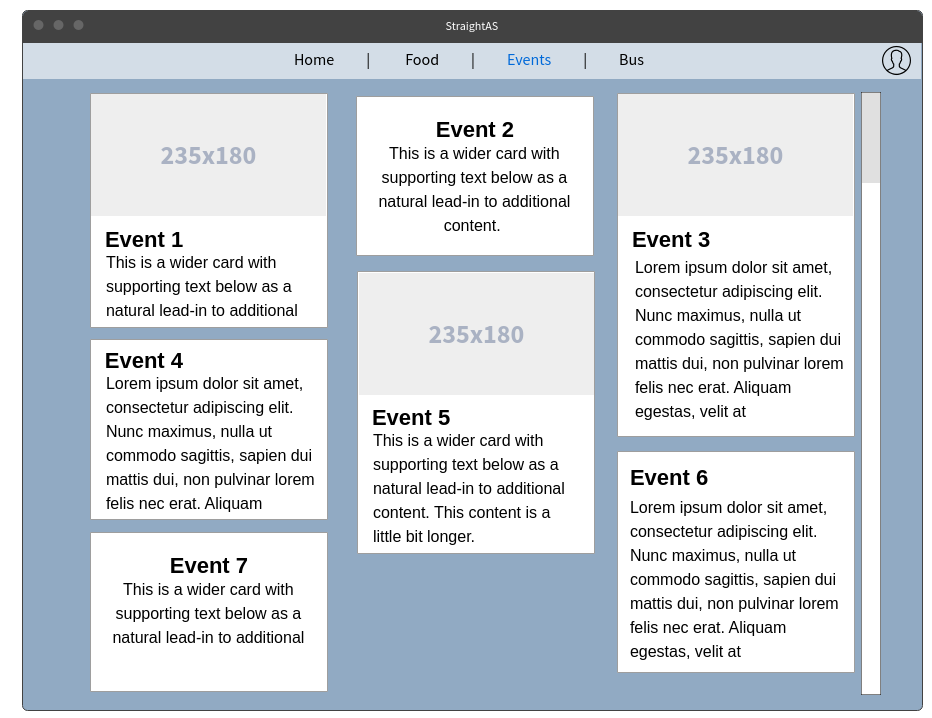 StraightAS
Home | Food | Events | Bus
235x180
Event 1
This is a wider card with
supporting text below as a
natural lead-in to additional
Event 2
This is a wider card with
supporting text below as a
natural lead-in to additional
content.
235x180
Event 3
Lorem ipsum dolor sit amet,
consectetur adipiscing elit.
Nunc maximus, nulla ut
commodo sagittis, sapien dui
mattis dui, non pulvinar lorem
felis nec erat. Aliquam
egestas, velit at
Event 4
Lorem ipsum dolor sit amet,
consectetur adipiscing elit.
Nunc maximus, nulla ut
commodo sagittis, sapien dui
mattis dui, non pulvinar lorem
felis nec erat. Aliquam
235x180
Event 5
This is a wider card with
supporting text below as a
natural lead-in to additional
content. This content is a
little bit longer.
Event 6
Lorem ipsum dolor sit amet,
consectetur adipiscing elit.
Nunc maximus, nulla ut
commodo sagittis, sapien dui
mattis dui, non pulvinar lorem
felis nec erat. Aliquam
egestas, velit at
Event 7
This is a wider card with
supporting text below as a
natural lead-in to additional